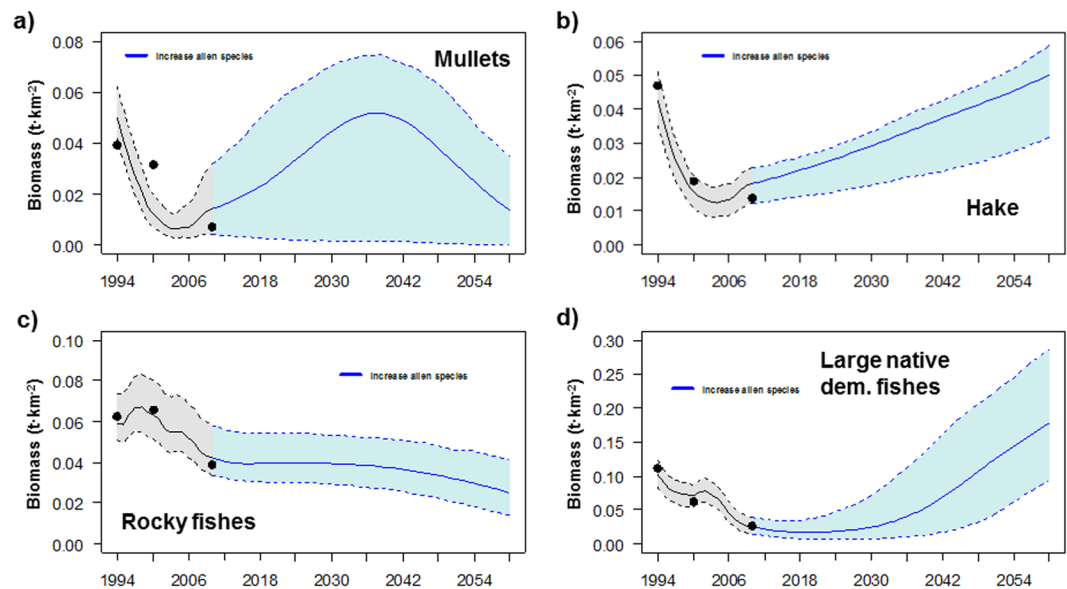 a)
Biomass (t·km-2)
0.08
0.06
0.04
0.02
0.00
Increase alien species
Mullets
1994 2006 2018 2030 2042 2054
b)
Biomass (t·km-2)
0.06
0.05
0.04
0.03
0.02
0.01
0.00
Increase alien species
Hake
1994 2006 2018 2030 2042 2054
c)
Biomass (t·km-2)
0.10
0.08
0.06
0.04
0.02
0.00
Increase alien species
Rocky fishes
1994 2006 2018 2030 2042 2054
d)
Biomass (t·km-2)
0.30
0.25
0.20
0.15
0.10
0.05
0.00
Large native
dem. fishes
Increase alien species
1994 2006 2018 2030 2042 2054